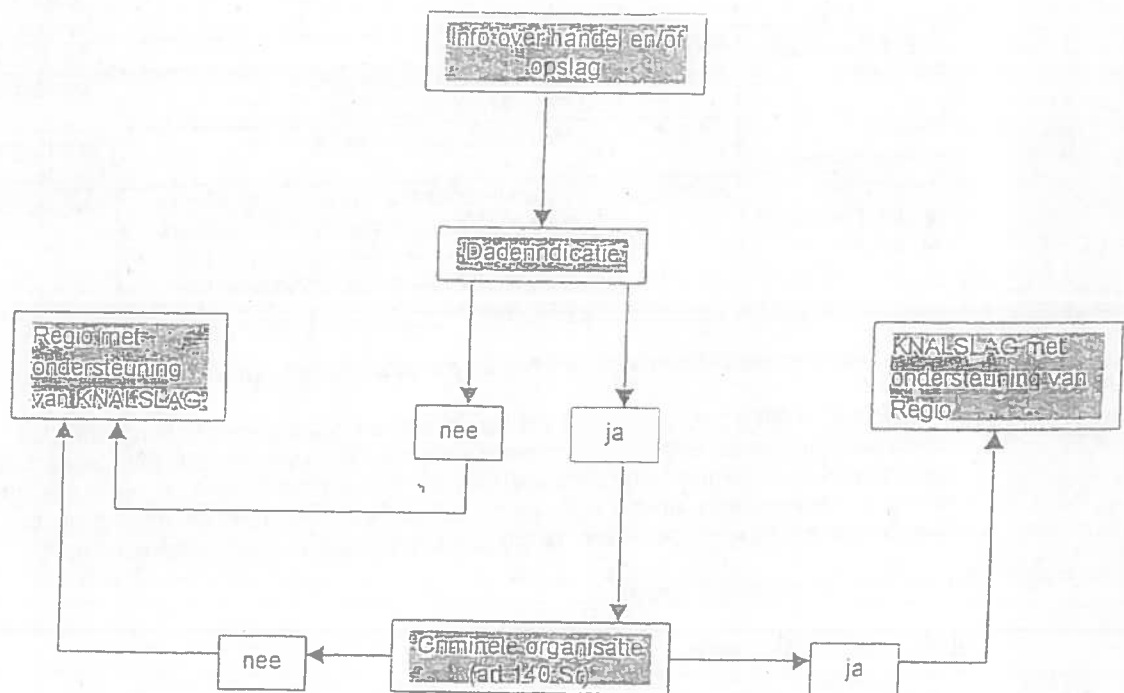 Info over handel en/of
opslag
Daderindicatie
Regio met
ondersteuning
van KNALSLAG
KNALSLAG met
ondersteuning van
Regio
nee
ja
Criminele organisatie
(art 140 Sr)
nee
ja